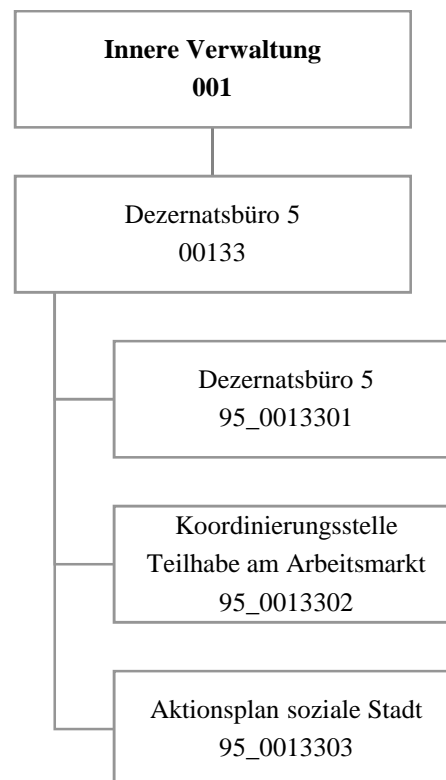 Innere Verwaltung
001
Dezernatsbüro 5
00133
Dezernatsbüro 5
95_0013301
Koordinierungsstelle
Teilhabe am Arbeitsmarkt
95_0013302
Aktionsplan soziale Stadt
95_0013303